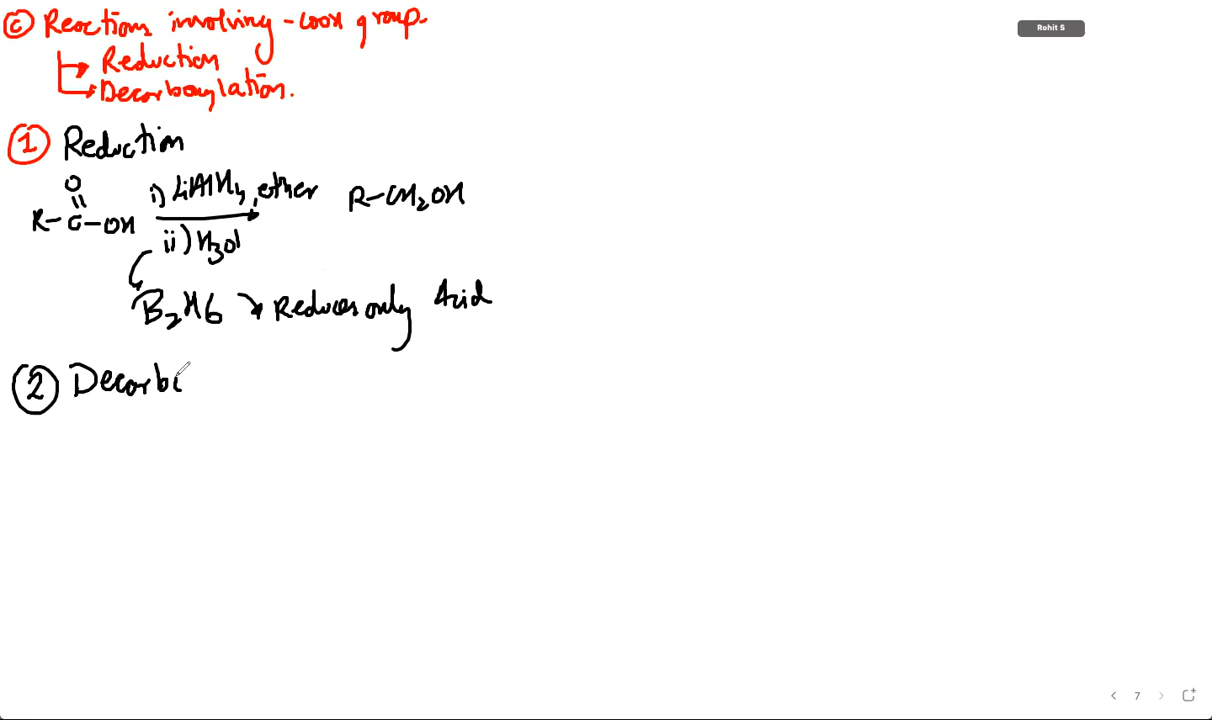 Rohit S
© Reactions involving -COOH group.
Reduction
Decarboxylation.
1 Reduction
O
R-C-OH i) LiAlH4, ether R-CH2OH
ii) H3O+
B2H6 → Reduces only Acid
2 Decarb
7